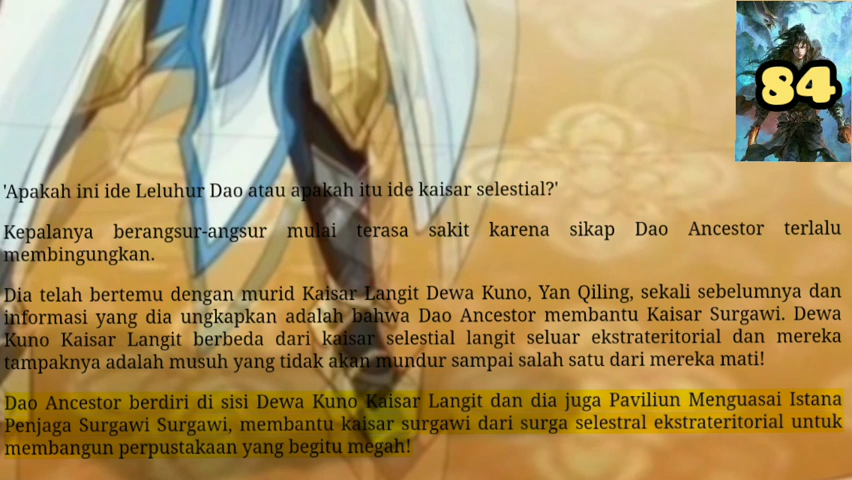 84
'Apakah ini ide Leluhur Dao atau apakah itu ide kaisar selestial?'
Kepalanya berangsur-angsur mulai terasa sakit karena sikap Dao Ancestor terlalu
membingungkan.
Dia telah bertemu dengan murid Kaisar Langit Dewa Kuno, Yan Qiling, sekali sebelumnya dan
informasi yang dia ungkapkan adalah bahwa Dao Ancestor membantu Kaisar Surgawi. Dewa
Kuno Kaisar Langit berbeda dari kaisar selestial langit seluar ekstrateritorial dan mereka
tampaknya adalah musuh yang tidak akan mundur sampai salah satu dari mereka mati!
Dao Ancestor berdiri di sisi Dewa Kuno Kaisar Langit dan dia juga Paviliun Menguasai Istana
Penjaga Surgawi Surgawi, membantu kaisar surgawi dari surga selestral ekstrateritorial untuk
membangun perpustakaan yang begitu megah!